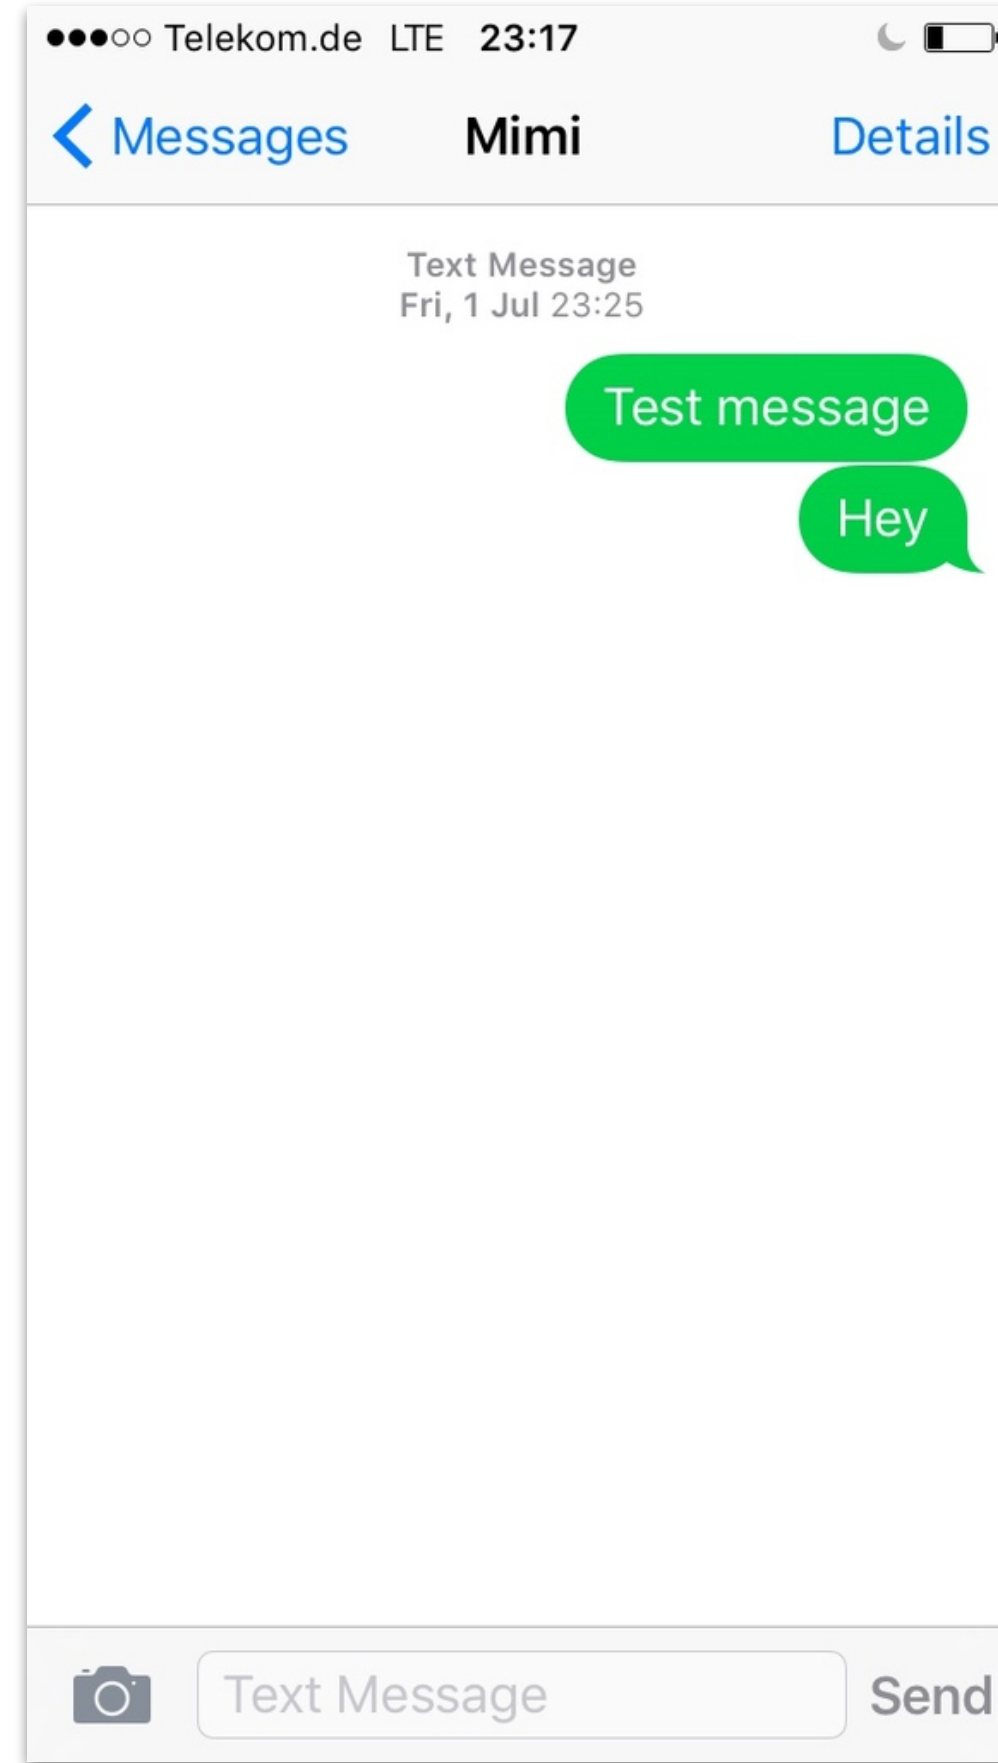 Telekom.de LTE 23:17
Messages Mimi Details
Text Message
Fri, 1 Jul 23:25
Test message
Hey
Text Message Send